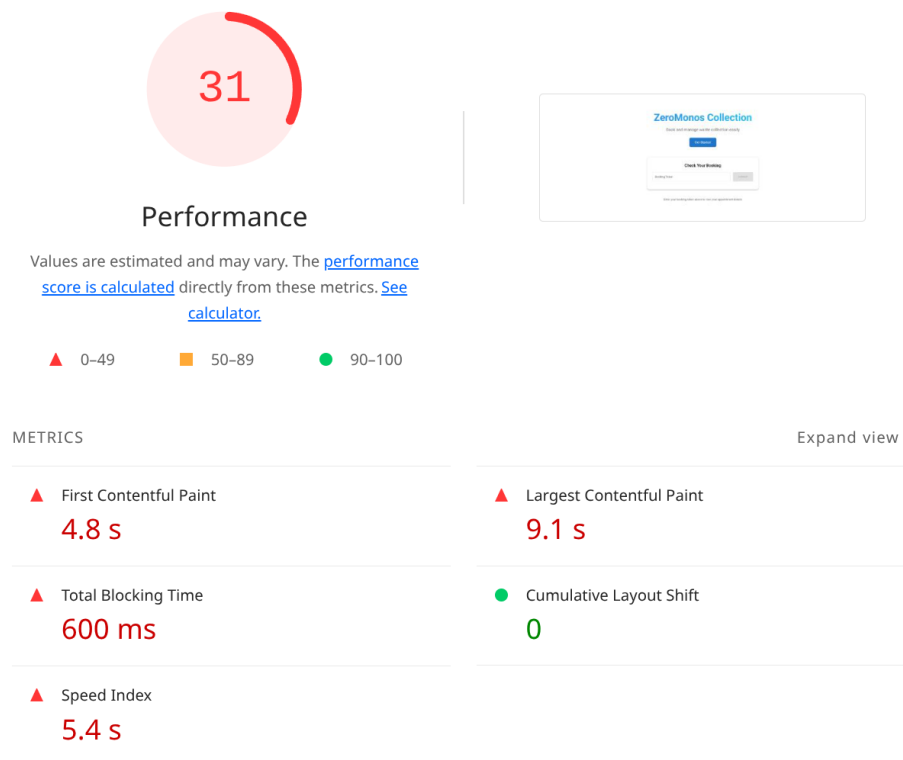 31
Performance
Values are estimated and may vary. The performance
score is calculated directly from these metrics. See
calculator.
0–49
50–89
90–100
ZeroMonos Collection
Check Your Booking
METRICS
Expand view
First Contentful Paint
4.8 s
Largest Contentful Paint
9.1 s
Total Blocking Time
600 ms
Cumulative Layout Shift
0
Speed Index
5.4 s